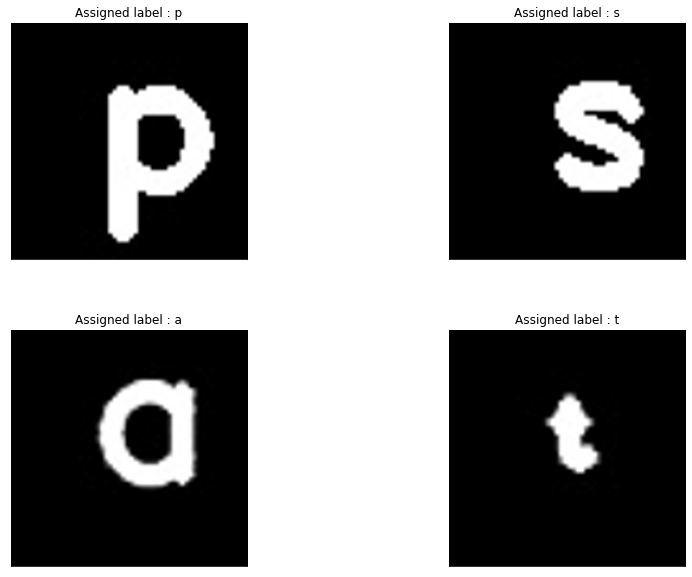 Assigned label : p
Assigned label : s
p
s
Assigned label : a
Assigned label : t
a
t